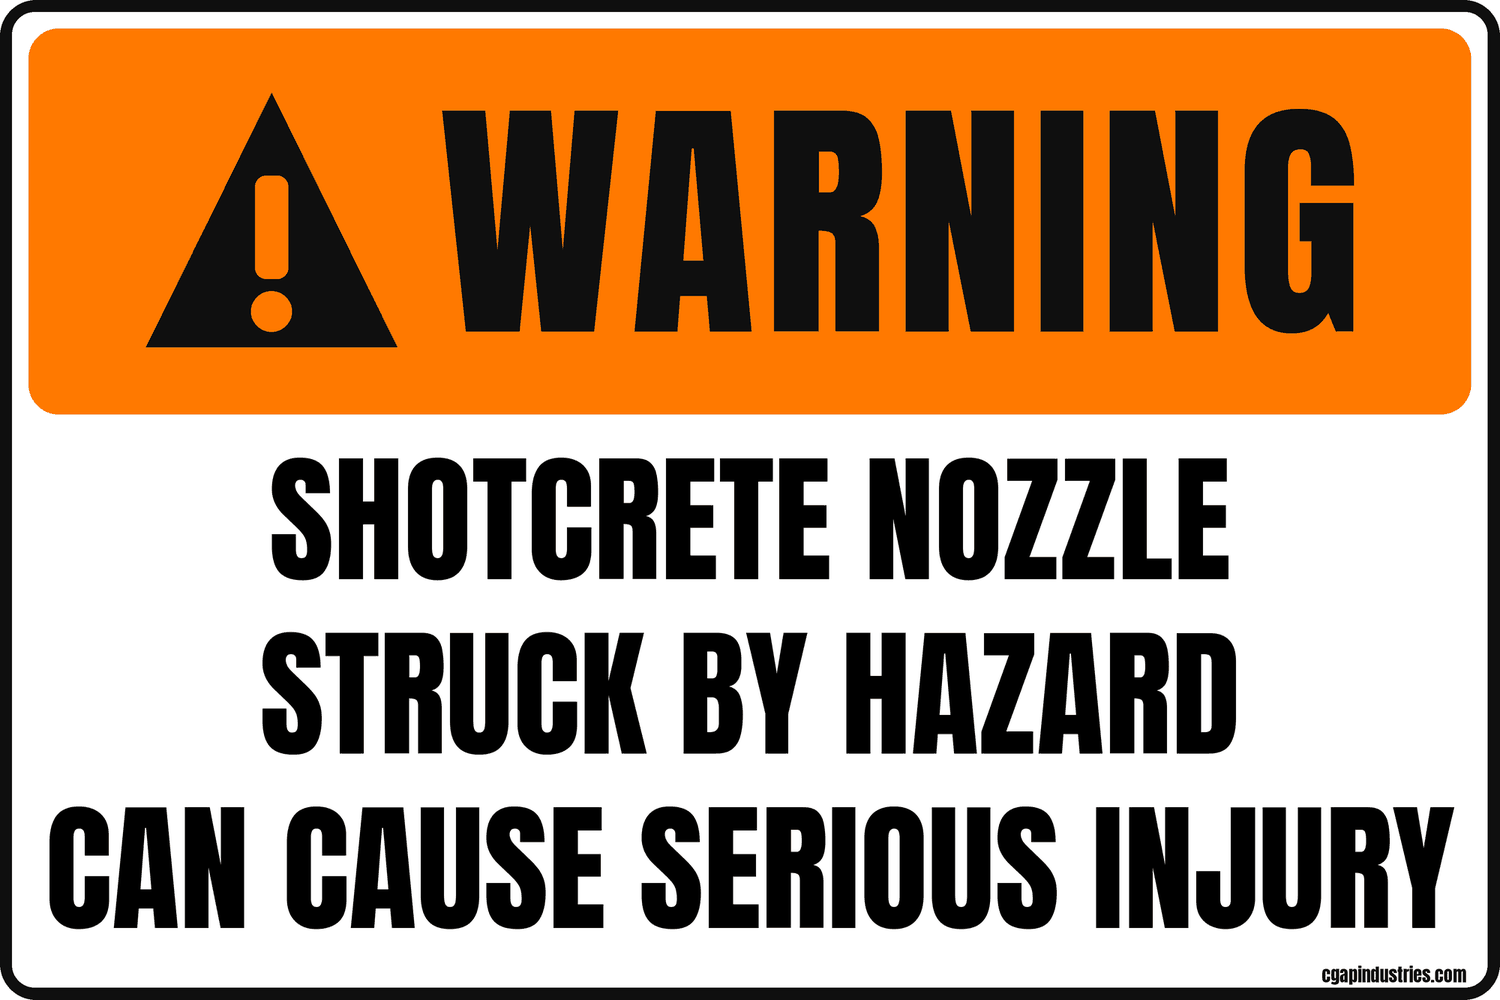 WARNING
SHOTCRETE NOZZLE
STRUCK BY HAZARD
CAN CAUSE SERIOUS INJURY
cgapindustries.com